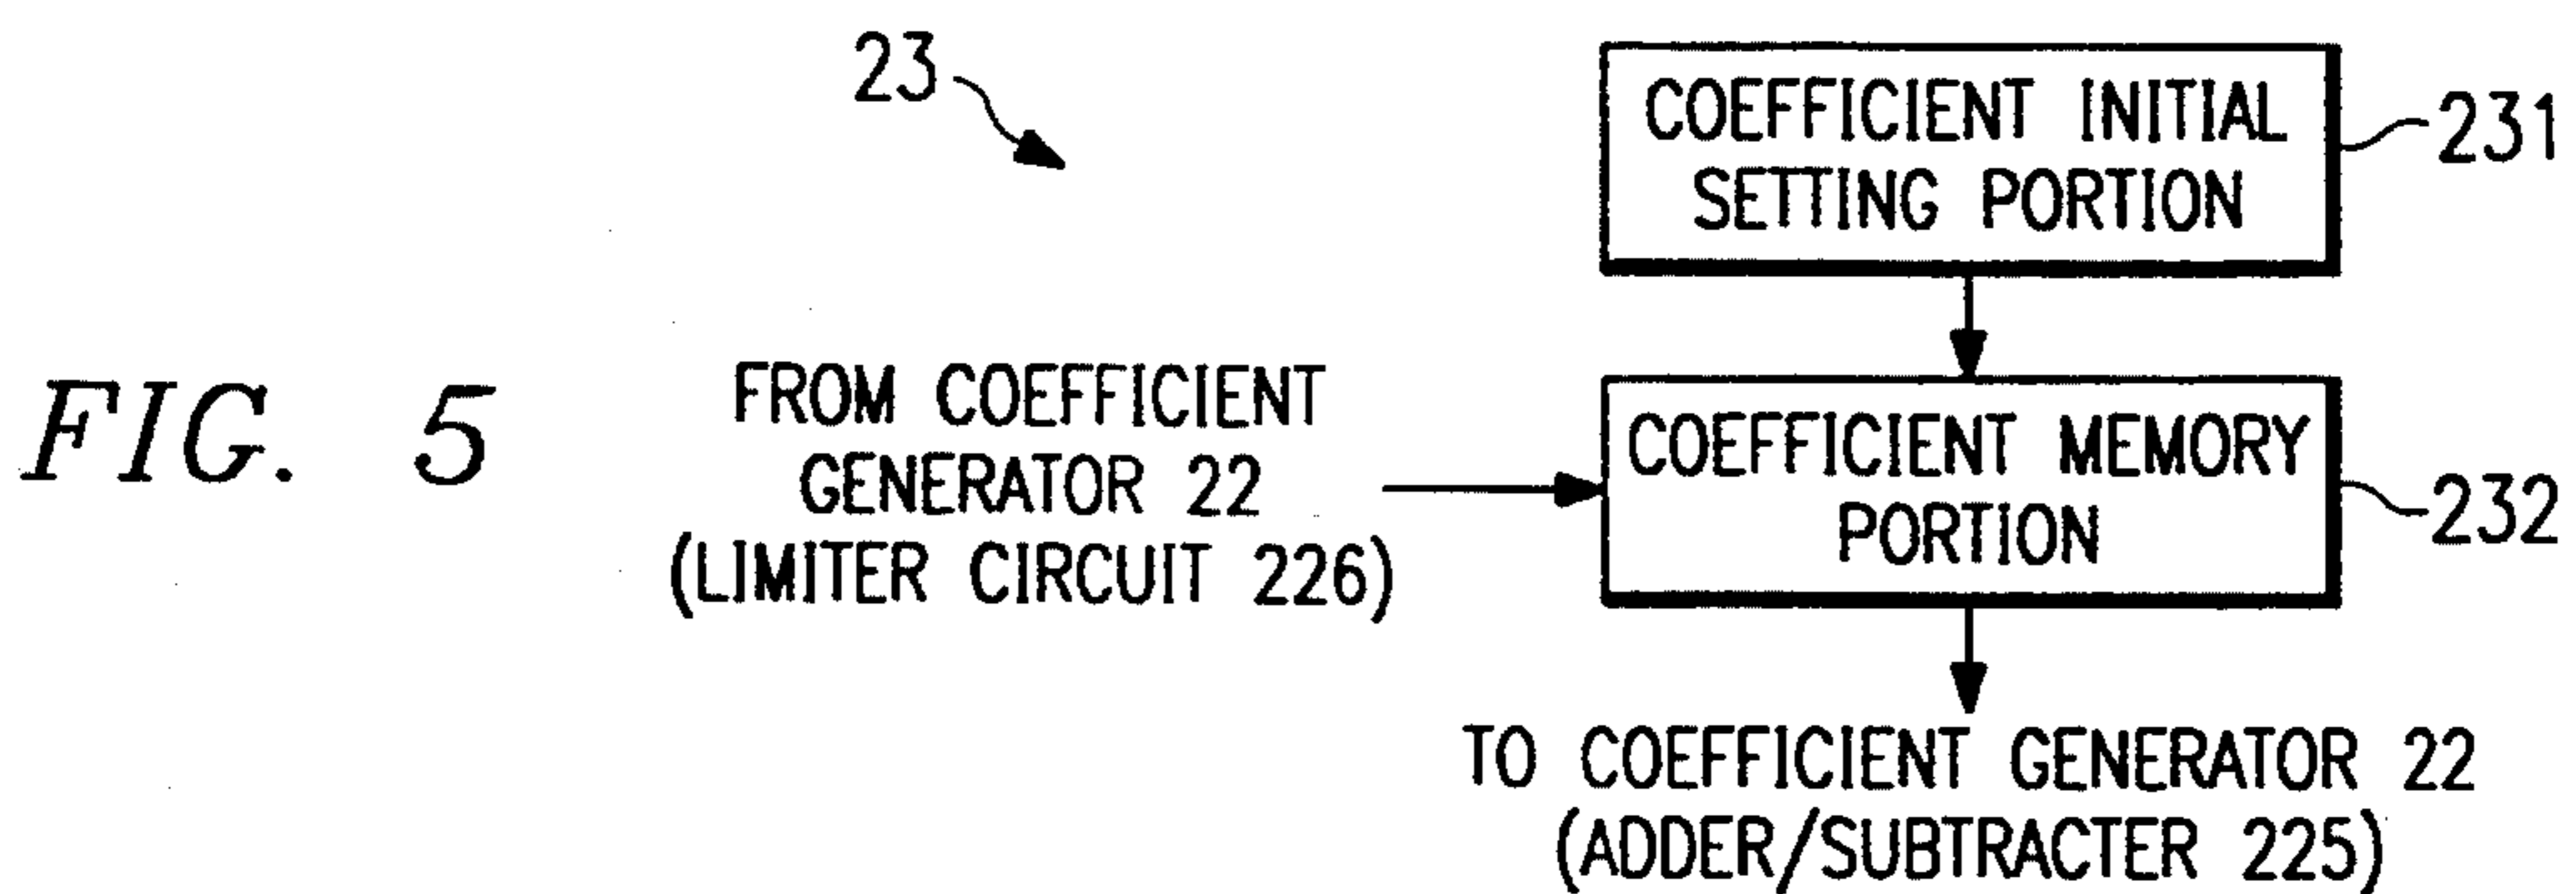 23
COEFFICIENT INITIAL
SETTING PORTION
231
FIG. 5
FROM COEFFICIENT
GENERATOR 22
(LIMITER CIRCUIT 226)
COEFFICIENT MEMORY
PORTION
232
TO COEFFICIENT GENERATOR 22
(ADDER/SUBTRACTER 225)